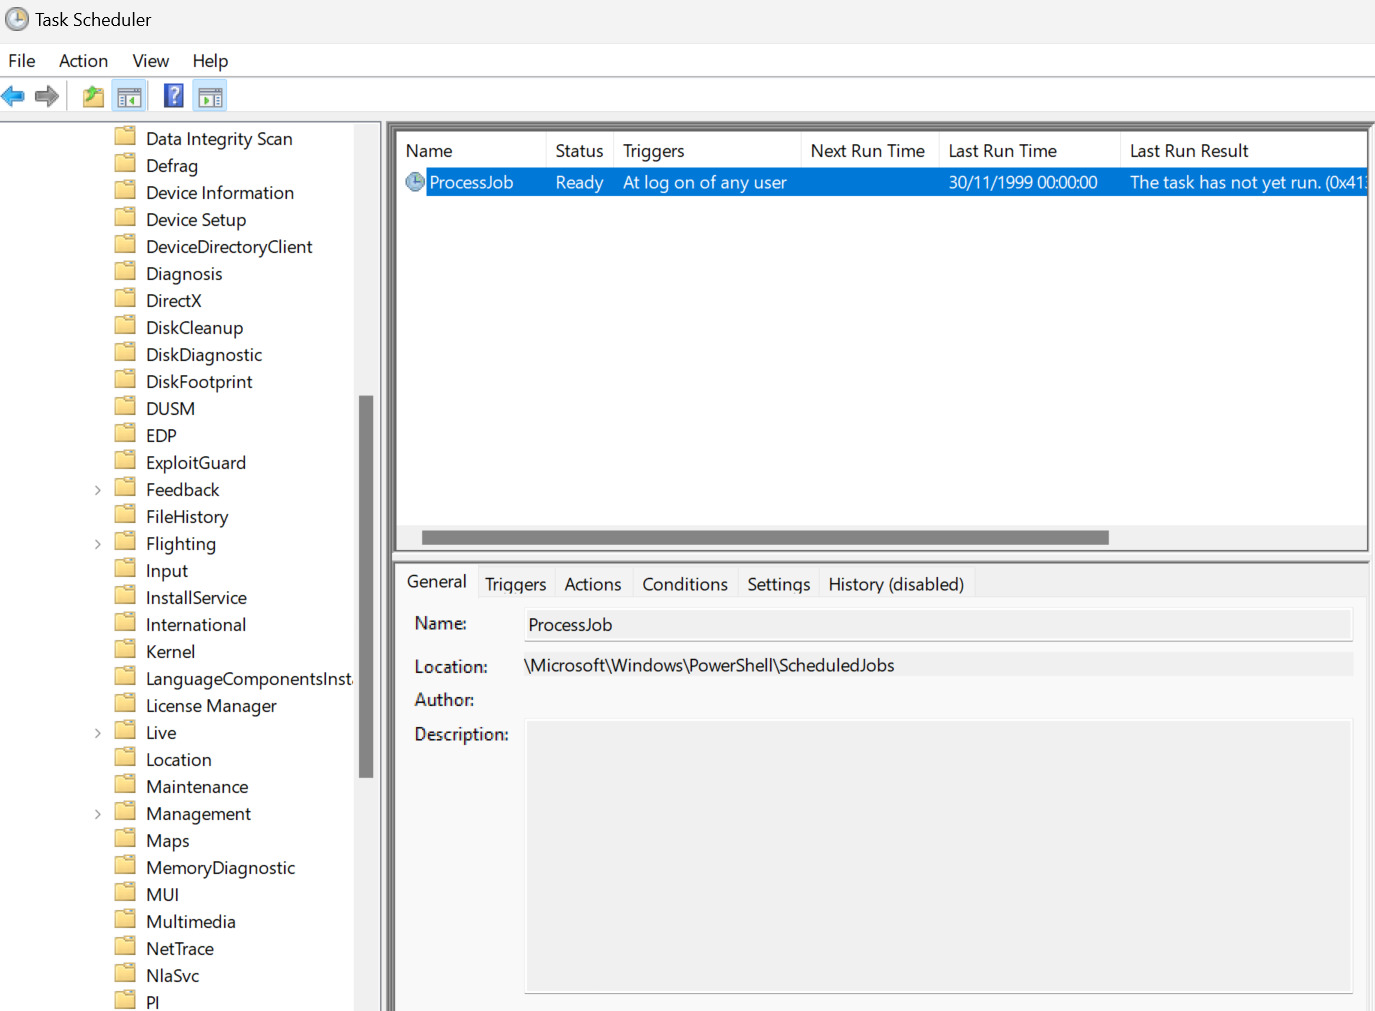 Task Scheduler
File Action View Help
Data Integrity Scan
Defrag
Device Information
Device Setup
DeviceDirectoryClient
Diagnosis
DirectX
DiskCleanup
DiskDiagnostic
DiskFootprint
DUSM
EDP
ExploitGuard
Feedback
FileHistory
Flighting
Input
InstallService
International
Kernel
LanguageComponentsInst
License Manager
Live
Location
Maintenance
Management
Maps
MemoryDiagnostic
MUI
Multimedia
NetTrace
NlaSvc
PI
Name Status Triggers Next Run Time Last Run Time Last Run Result
ProcessJob Ready At log on of any user 30/11/1999 00:00:00 The task has not yet run. (0x413
General Triggers Actions Conditions Settings History (disabled)
Name: ProcessJob
Location: \Microsoft\Windows\PowerShell\ScheduledJobs
Author:
Description: